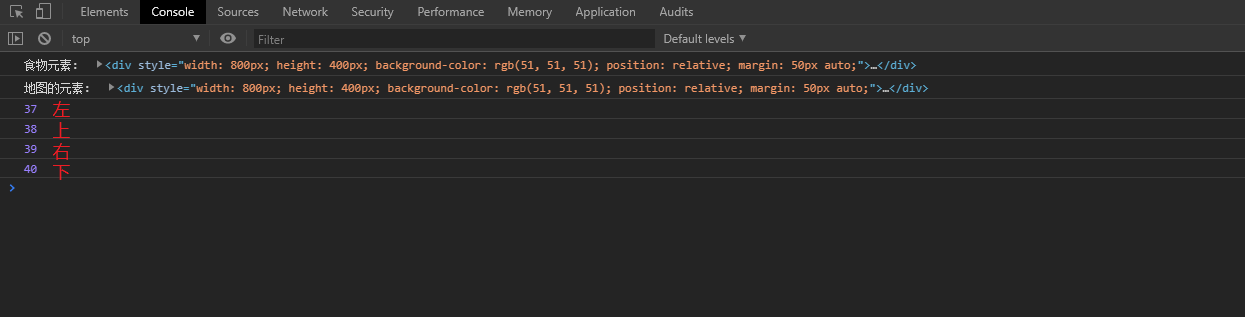 Elements Console Sources Network Security Performance Memory Application Audits
top Filter Default levels
食物元素: <div style="width: 800px; height: 400px; background-color: rgb(51, 51, 51); position: relative; margin: 50px auto;">…</div>
地图的元素: <div style="width: 800px; height: 400px; background-color: rgb(51, 51, 51); position: relative; margin: 50px auto;">…</div>
37 左
38 上
39 右
40 下